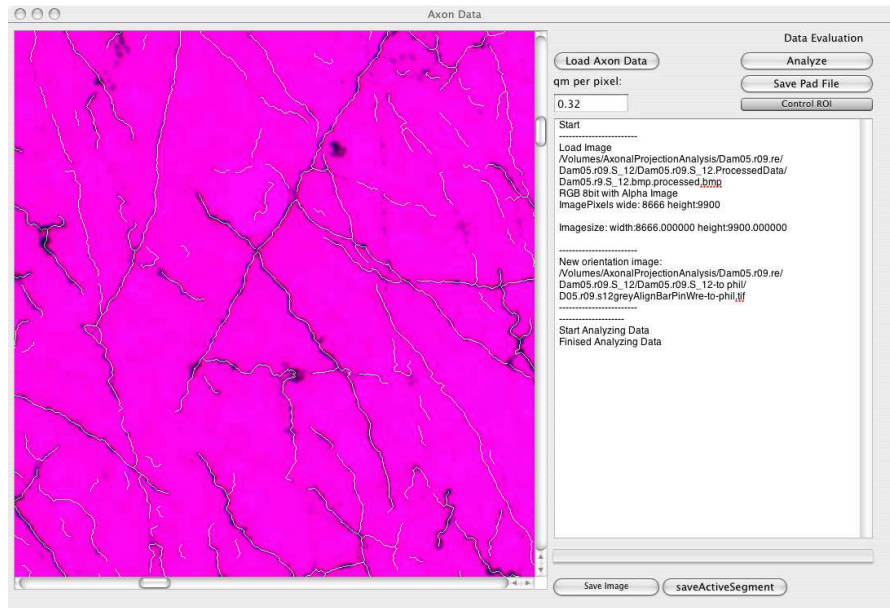 Axon Data
Data Evaluation
Load Axon Data
Analyze
qm per pixel:
Save Pad File
0.32
Control ROI
Start
------------------------
Load Image
/Volumes/AxonalProjectionAnalysis/Dam05.r09.re/
Dam05.r09.S_12/Dam05.r09.S_12.ProcessedData/
Dam05.r9.S_12.bmp.processed.bmp
RGB 8bit with Alpha Image
ImagePixels wide: 8666 height:9900
Imagesize: width:8666.000000 height:9900.000000
------------------------
New orientation image:
/Volumes/AxonalProjectionAnalysis/Dam05.r09.re/
Dam05.r09.S_12/Dam05.r09.S_12-to phil/
D05.r09.s12greyAlignBarPinWre-to-phil.tif
------------------------
--------------------
Start Analyzing Data
Finised Analyzing Data
Save Image
saveActiveSegment